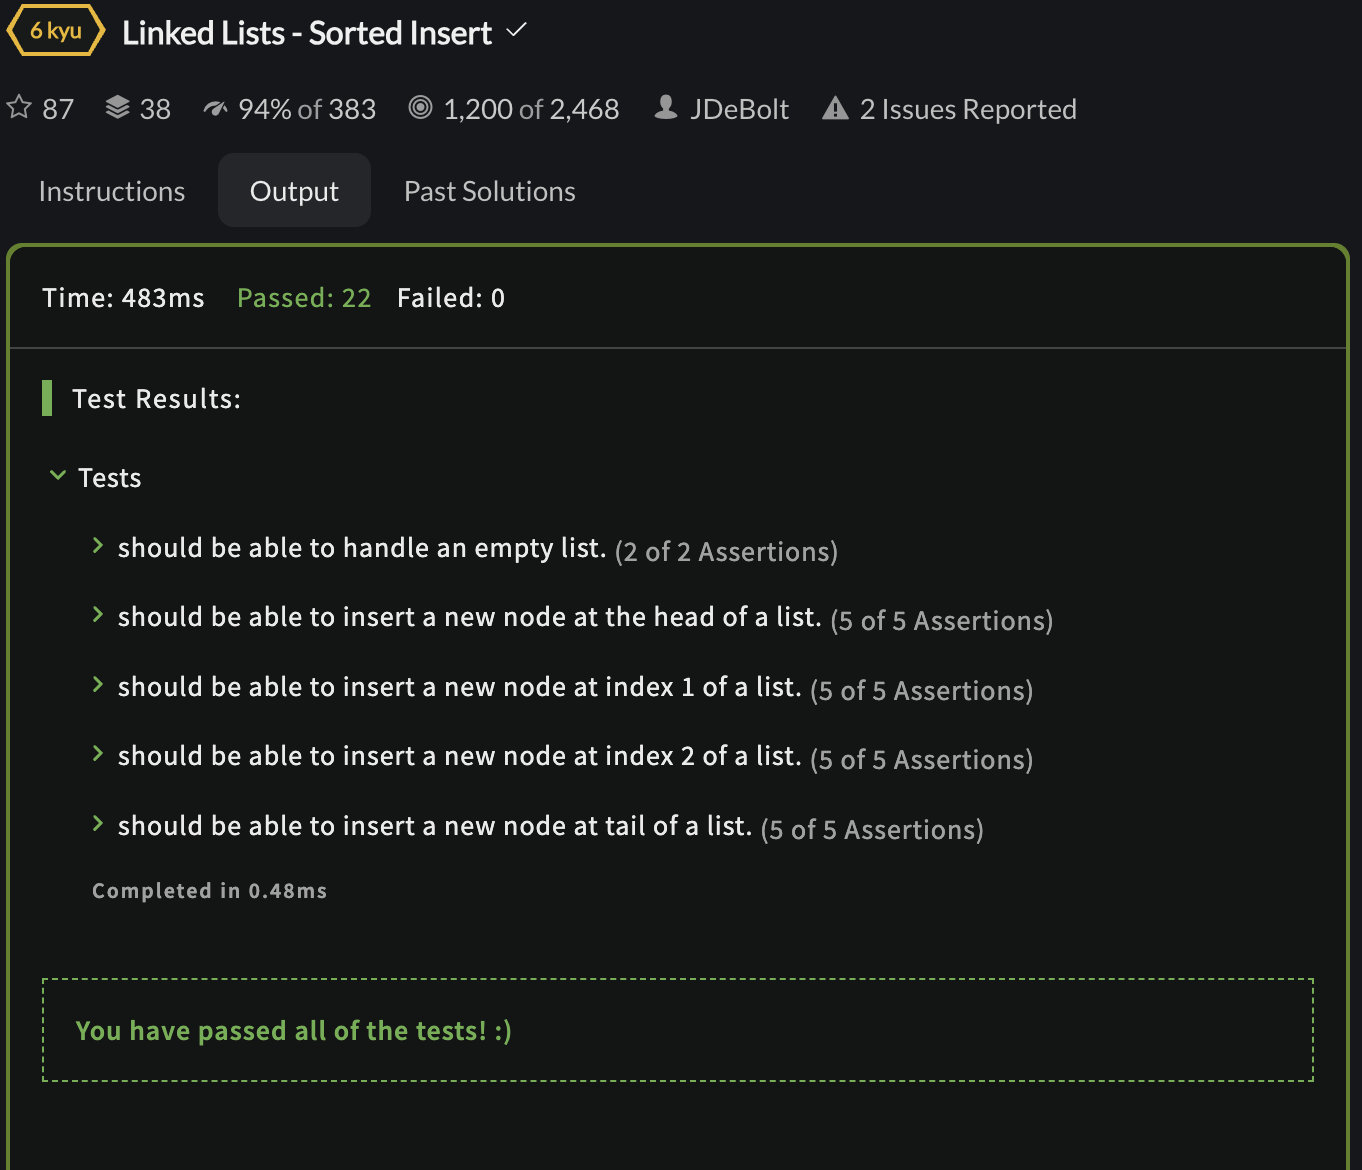 6 kyu Linked Lists - Sorted Insert
87 38 94% of 383 1,200 of 2,468 JDeBolt 2 Issues Reported
Instructions Output Past Solutions
Time: 483ms Passed: 22 Failed: 0
Test Results:
Tests
should be able to handle an empty list. (2 of 2 Assertions)
should be able to insert a new node at the head of a list. (5 of 5 Assertions)
should be able to insert a new node at index 1 of a list. (5 of 5 Assertions)
should be able to insert a new node at index 2 of a list. (5 of 5 Assertions)
should be able to insert a new node at tail of a list. (5 of 5 Assertions)
Completed in 0.48ms
You have passed all of the tests! :)